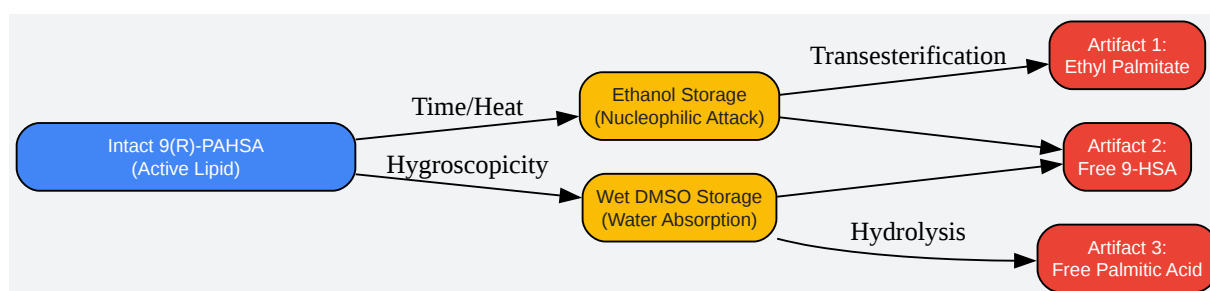 Intact 9(R)-PAHSA
(Active Lipid)
Time/Heat
Hygroscopicity
Ethanol Storage
(Nucleophilic Attack)
Wet DMSO Storage
(Water Absorption)
Transesterification
Hydrolysis
Artifact 1:
Ethyl Palmitate
Artifact 2:
Free 9-HSA
Artifact 3:
Free Palmitic Acid